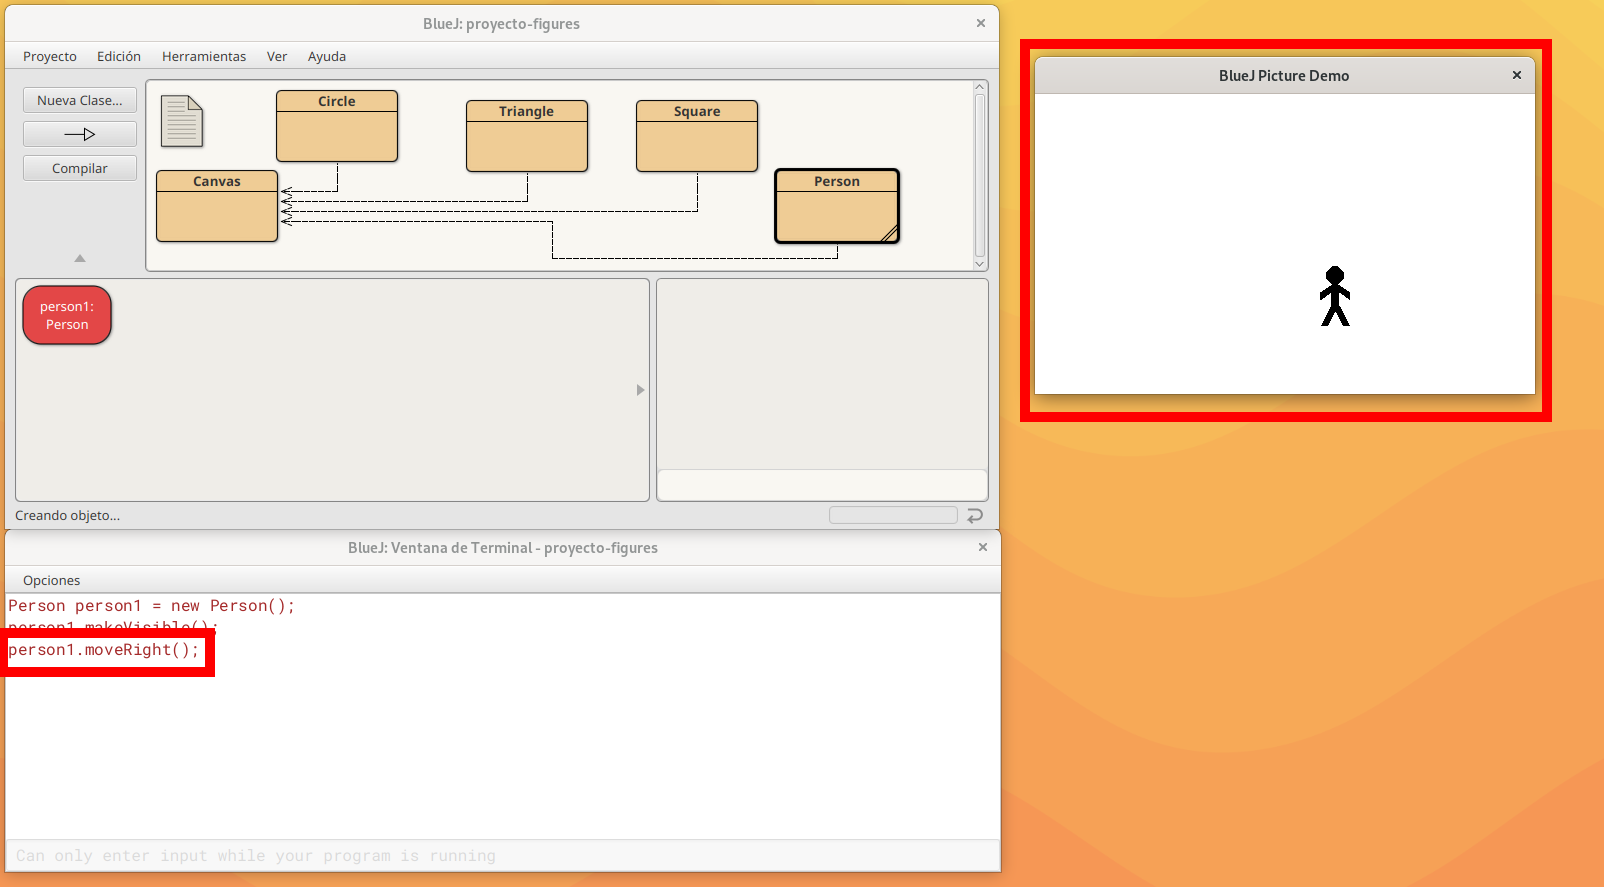 BlueJ: proyecto-figures
Proyecto Edición Herramientas Ver Ayuda
Nueva Clase...
Compilar
Circle
Triangle
Square
Canvas
Person
person1:
Person
Creando objeto...
BlueJ: Ventana de Terminal - proyecto-figures
Opciones
Person person1 = new Person();
person1.makeVisible();
person1.moveRight();
Can only enter input while your program is running
BlueJ Picture Demo